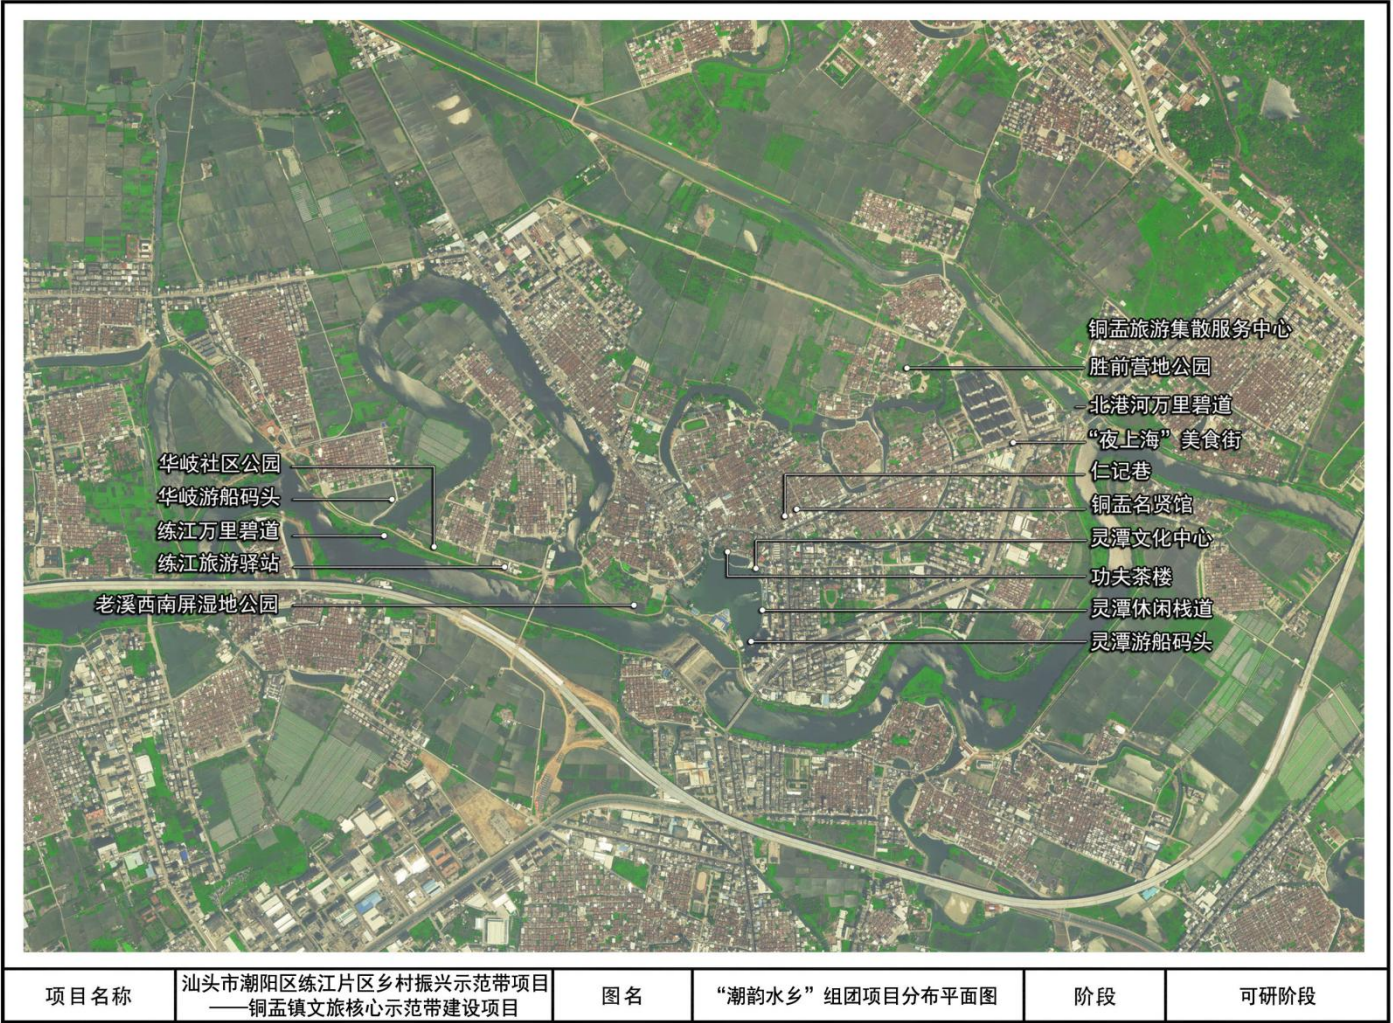 铜盂旅游集散服务中心
胜前营地公园
北港河万里碧道
“夜上海”美食街
华岐社区公园
仁记巷
华岐游船码头
铜盂名贤馆
练江万里碧道
灵潭文化中心
练江旅游驿站
功夫茶楼
老溪西南屏湿地公园
灵潭休闲栈道
灵潭游船码头
项目名称
汕头市潮阳区练江片区乡村振兴示范带项目
——铜盂镇文旅核心示范带建设项目
图名
“潮韵水乡”组团项目分布平面图
阶段
可研阶段